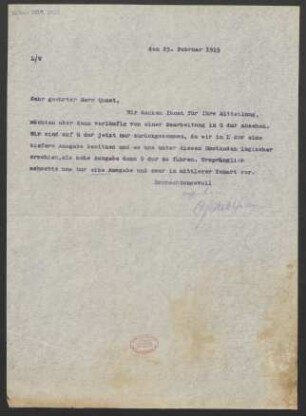 den 23. Februar 1919
L/W
Sehr geehrter Herr Quast,
Wir danken Ihnen für Ihre Mitteilung,
möchten aber dann vorläufig von einer Bearbeitung in G dur absehen.
Wir sind auf G dur jetzt nur zurückgekommen, da wir in D dur eine
tiefere Ausgabe besitzen und es uns unter diesen Umständen logischer
erschien, als hohe Ausgabe dann G dur zu führen. Ursprünglich
schwebte uns nur eine Ausgabe und zwar in mittlerer Tonart vor.
Hochachtungsvoll